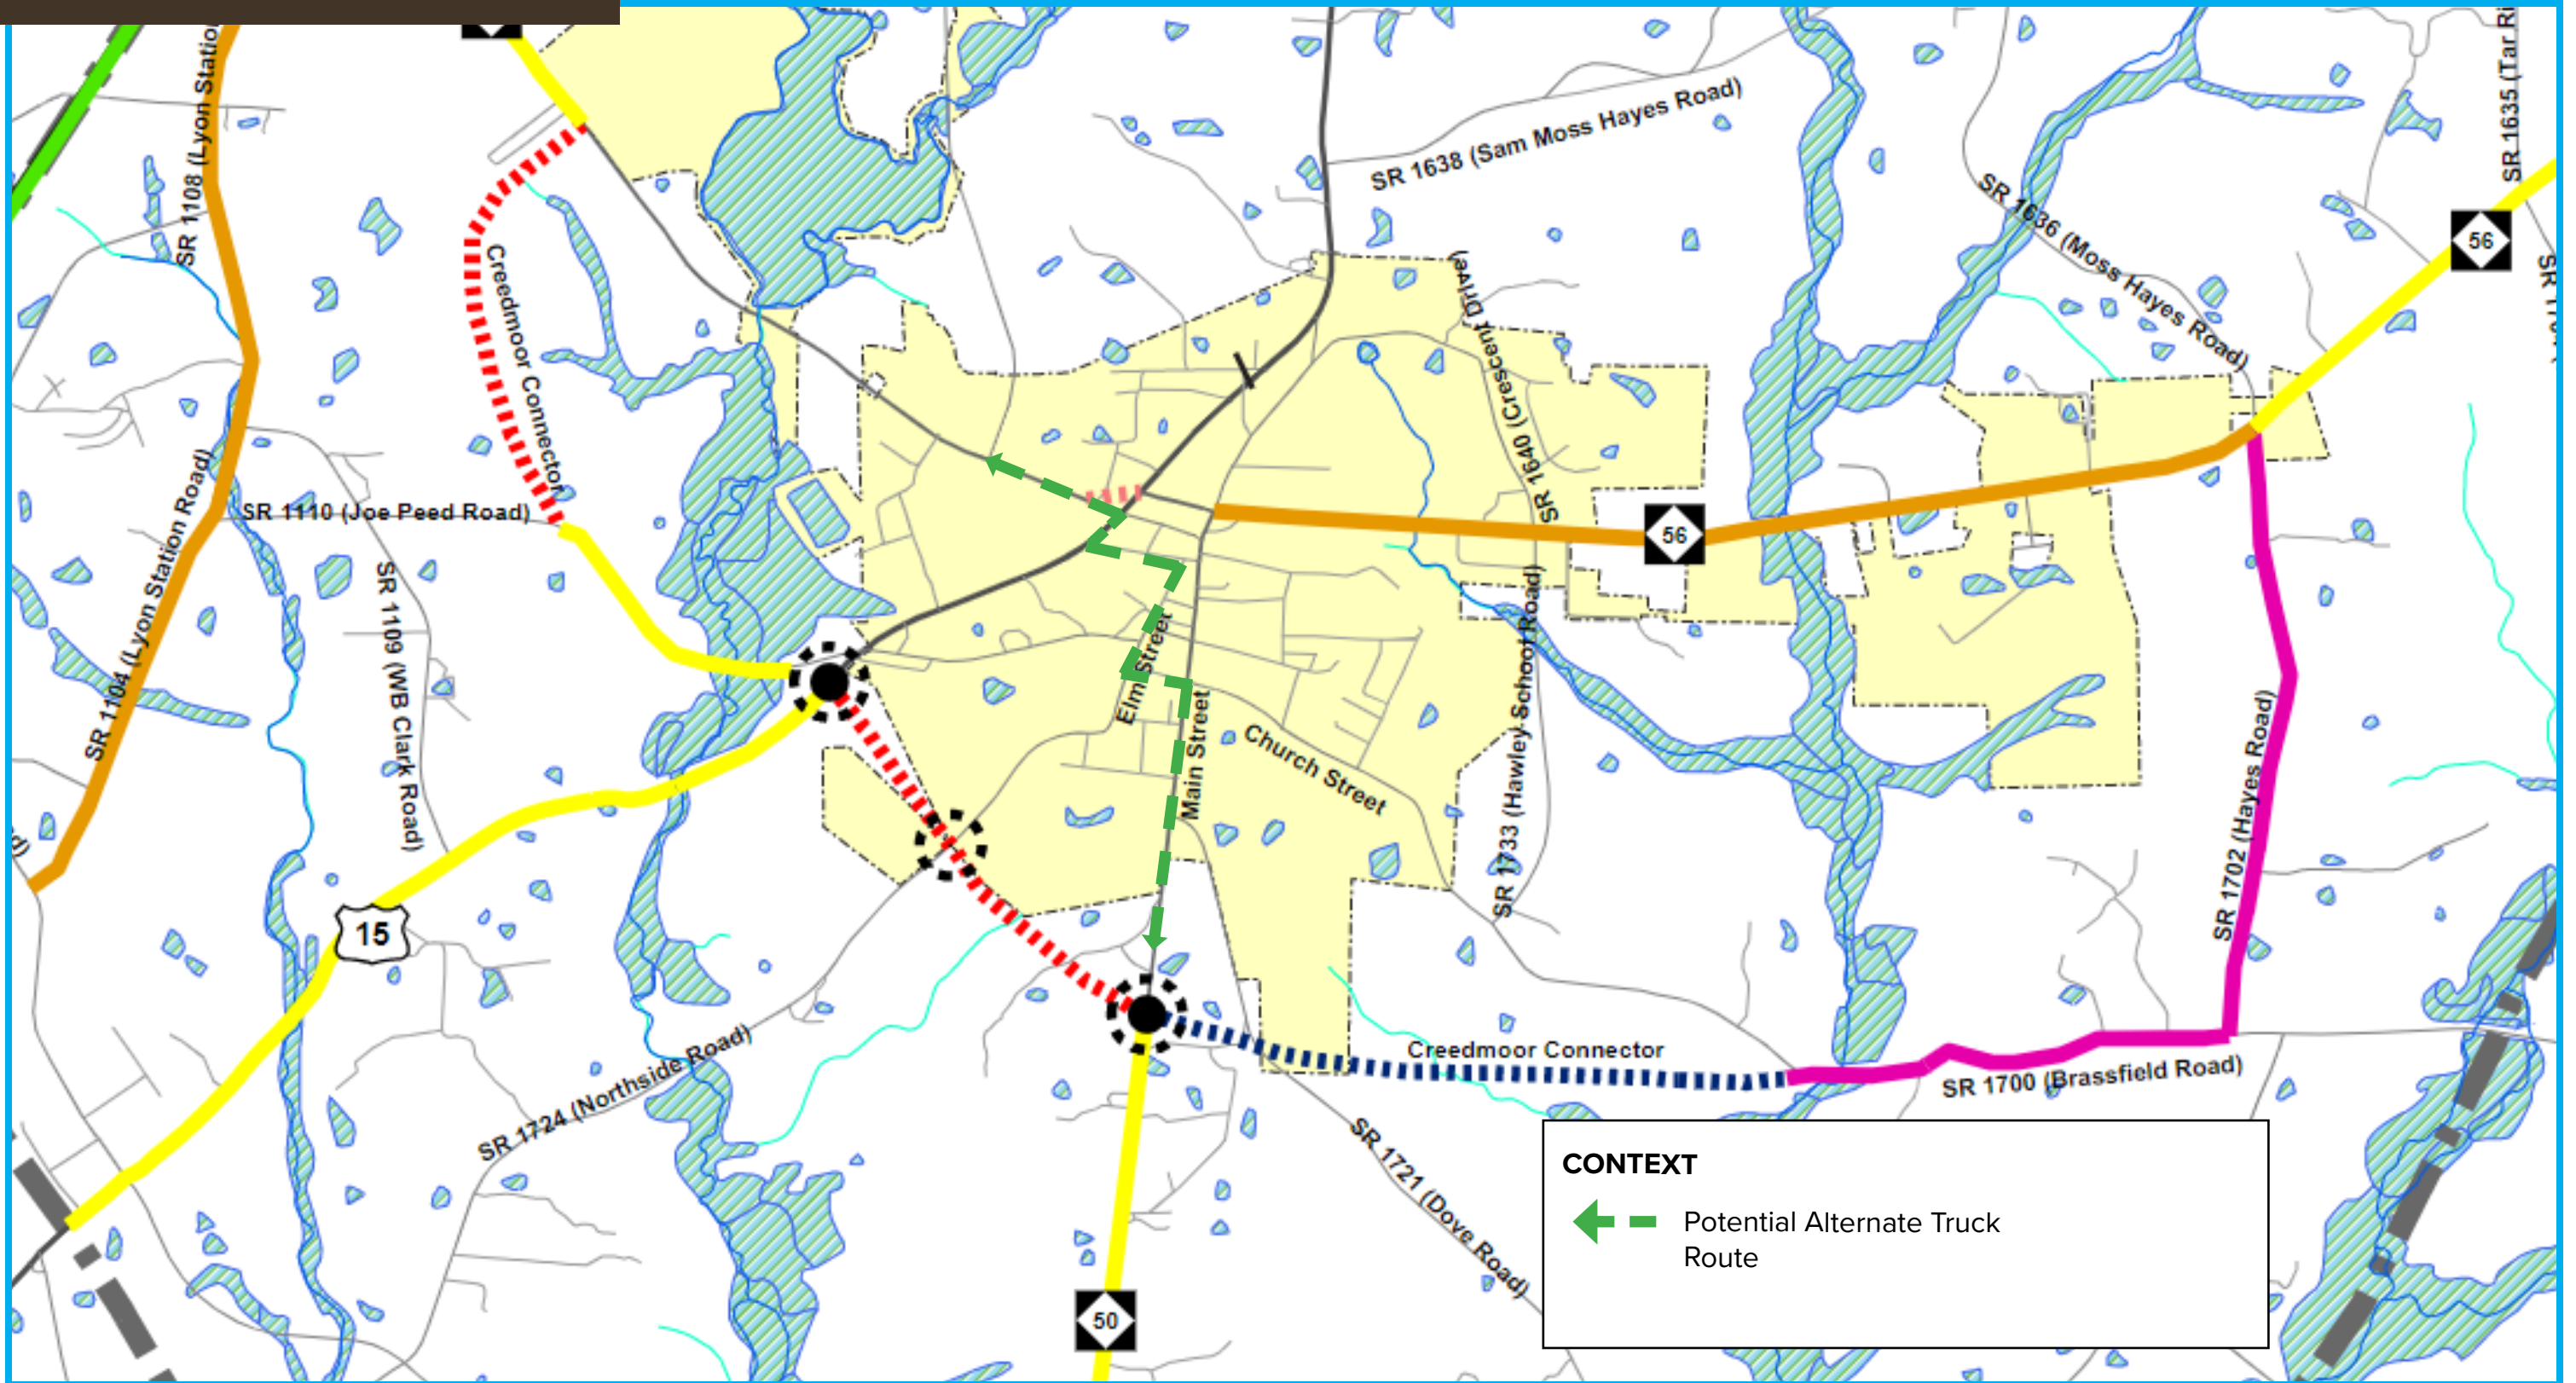 SR 1108 (Lyon Statio
SR 1638 (Sam Moss Hayes Road)
SR 1635 (Tar Ri
SR 1636 (Moss Hayes Road)
56
Creedmoor Connector
SR 1640 (Crescent Drive)
SR 1110 (Joe Peed Road)
56
SR 1104 (Lyon Station Road)
SR 1109 (WB Clark Road)
Elm Street
Main Street
Church Street
SR 1733 (Hawley School Road)
SR 1702 (Hayes Road)
15
Creedmoor Connector
SR 1724 (Northside Road)
SR 1700 (Brassfield Road)
SR 1721 (Dove Road)
50
CONTEXT
Potential Alternate Truck
Route